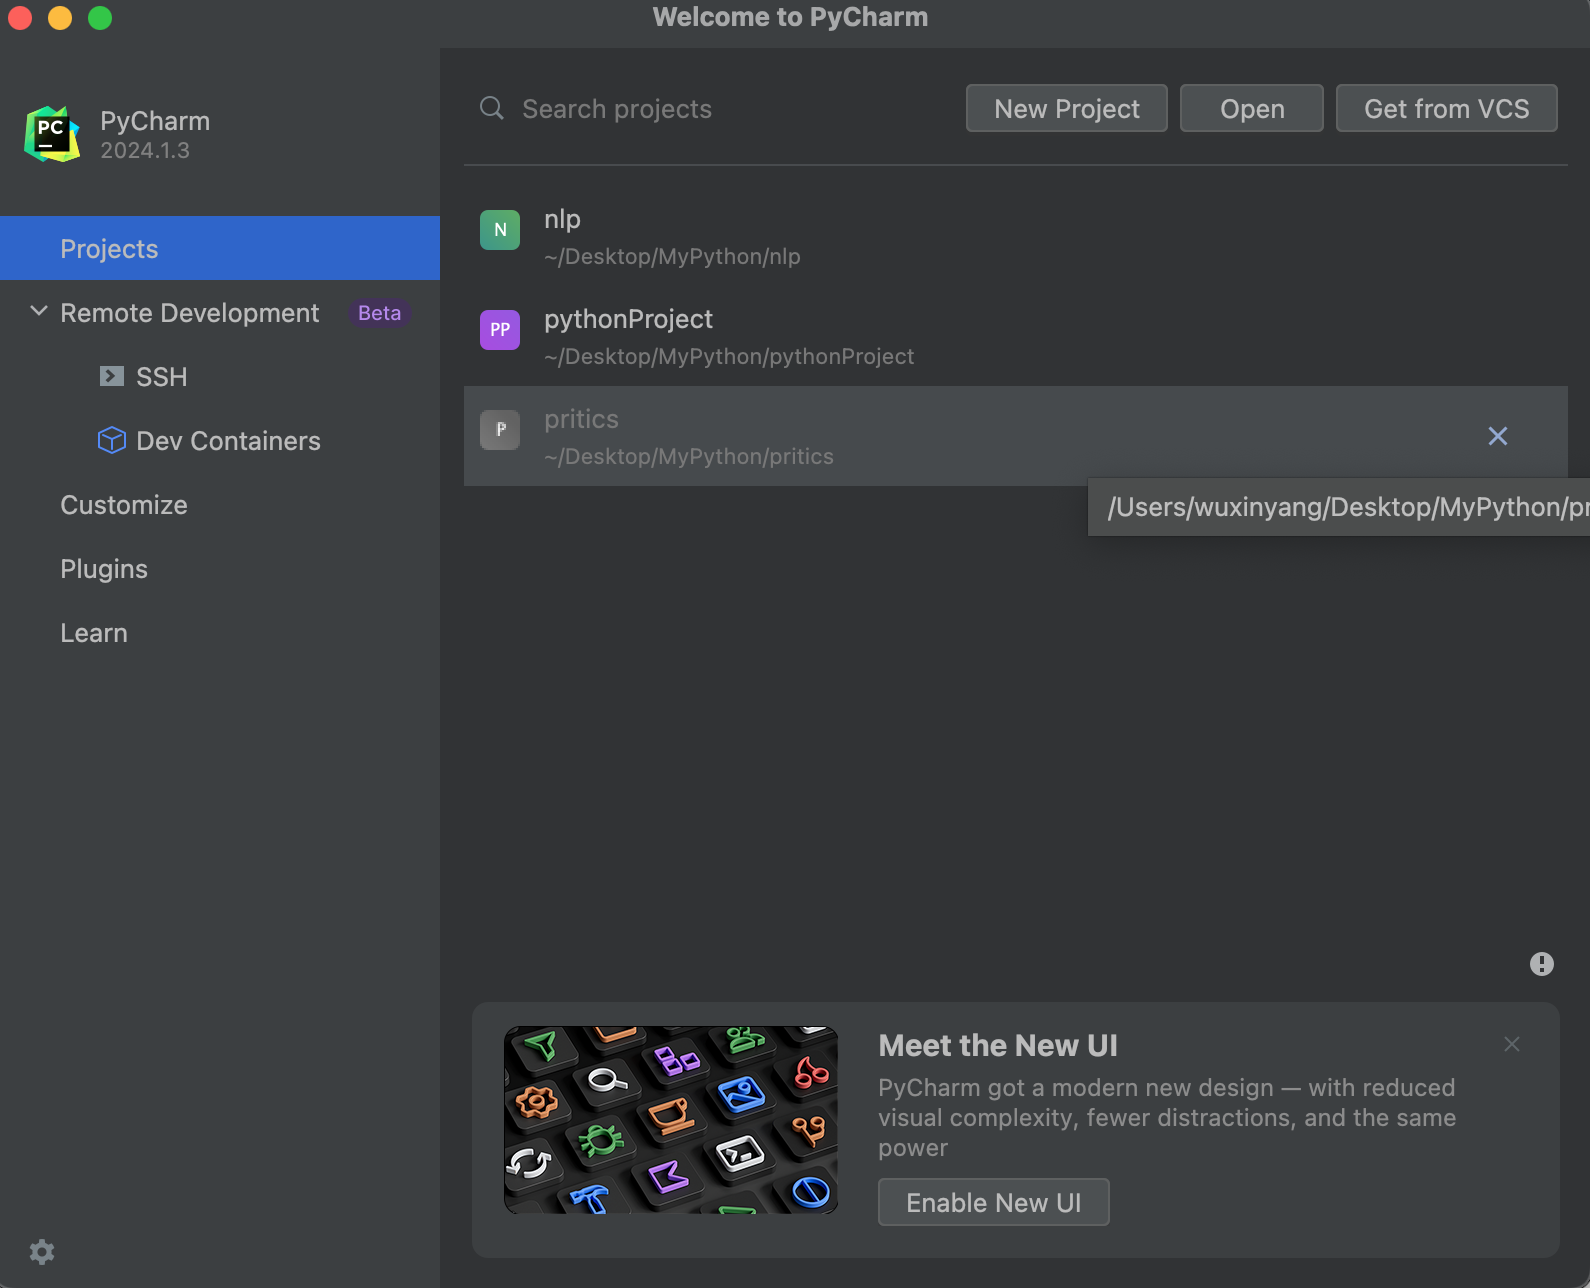 Welcome to PyCharm
PC
PyCharm
2024.1.3
Search projects
New Project
Open
Get from VCS
Projects
Remote Development
Beta
SSH
Dev Containers
Customize
Plugins
Learn
N
nlp
~/Desktop/MyPython/nlp
PP
pythonProject
~/Desktop/MyPython/pythonProject
P
pritics
~/Desktop/MyPython/pritics
/Users/wuxinyang/Desktop/MyPython/pr
Meet the New UI
PyCharm got a modern new design — with reduced
visual complexity, fewer distractions, and the same
power
Enable New UI